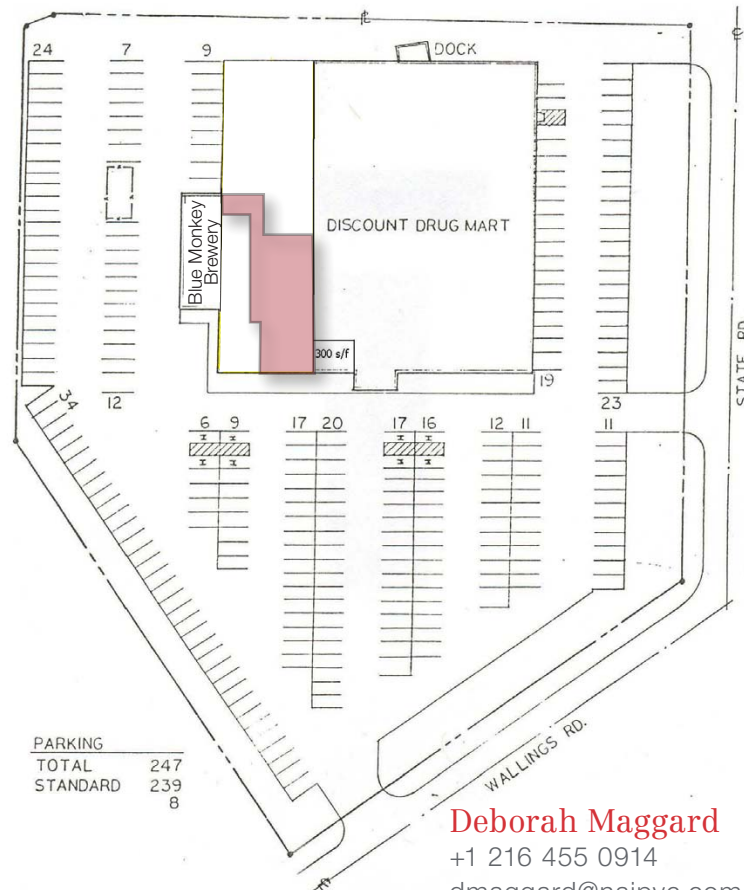 24 7 9
DOCK
DISCOUNT DRUG MART
Blue Monkey
Brewery
300 s/f
STATE RD.
34 12 19 23
6 9 17 20 17 16 12 11 11
WALLINGS RD.
PARKING
TOTAL 247
STANDARD 239
8
Deborah Maggard
+1 216 455 0914